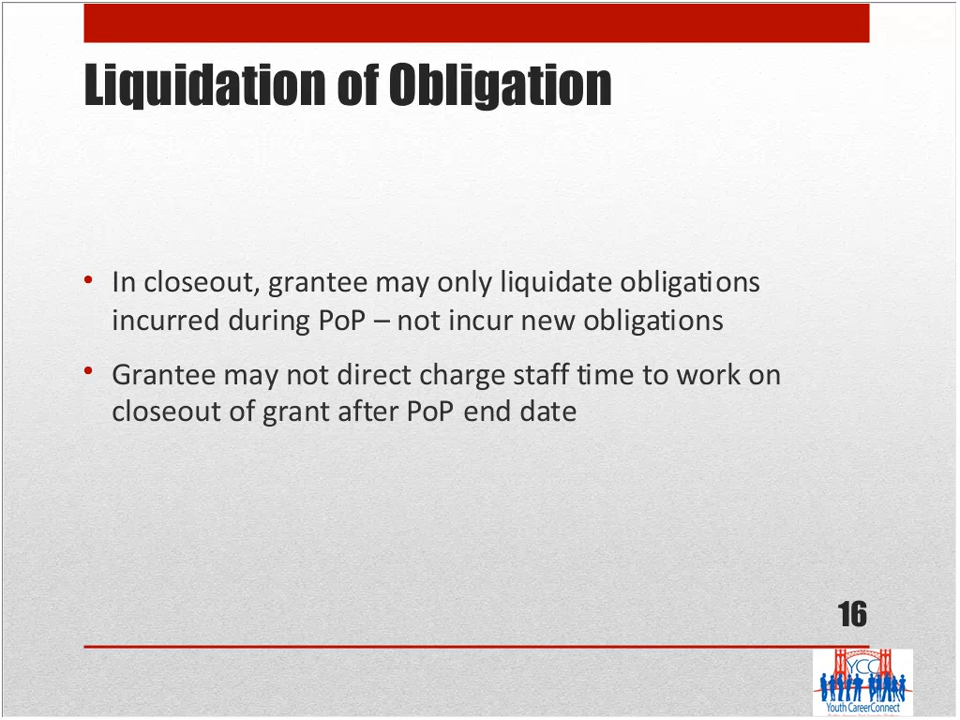 Liquidation of Obligation
• In closeout, grantee may only liquidate obligations
incurred during PoP – not incur new obligations
• Grantee may not direct charge staff time to work on
closeout of grant after PoP end date
16
YCC
Youth CareerConnect